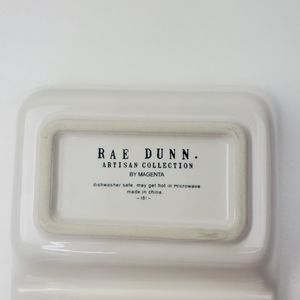 RAE DUNN.
ARTISAN COLLECTION
BY MAGENTA
dishwasher safe. may get hot in microwave
made in china.